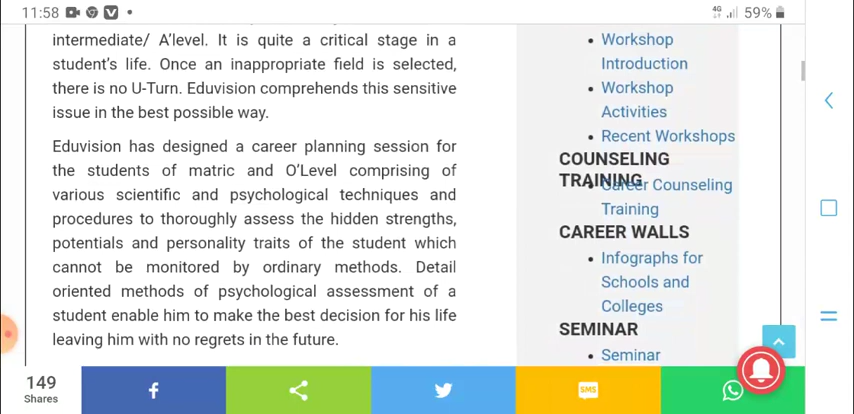 11:58
4G
59%
intermediate/ A'level. It is quite a critical stage in a
student's life. Once an inappropriate field is selected,
there is no U-Turn. Eduvision comprehends this sensitive
issue in the best possible way.
Eduvision has designed a career planning session for
the students of matric and O'Level comprising of
various scientific and psychological techniques and
procedures to thoroughly assess the hidden strengths,
potentials and personality traits of the student which
cannot be monitored by ordinary methods. Detail
oriented methods of psychological assessment of a
student enable him to make the best decision for his life
leaving him with no regrets in the future.
Workshop
Introduction
Workshop
Activities
Recent Workshops
COUNSELING
TRAINING
Career Counseling
Training
CAREER WALLS
Infographs for
Schools and
Colleges
SEMINAR
Seminar
149
Shares
SMS